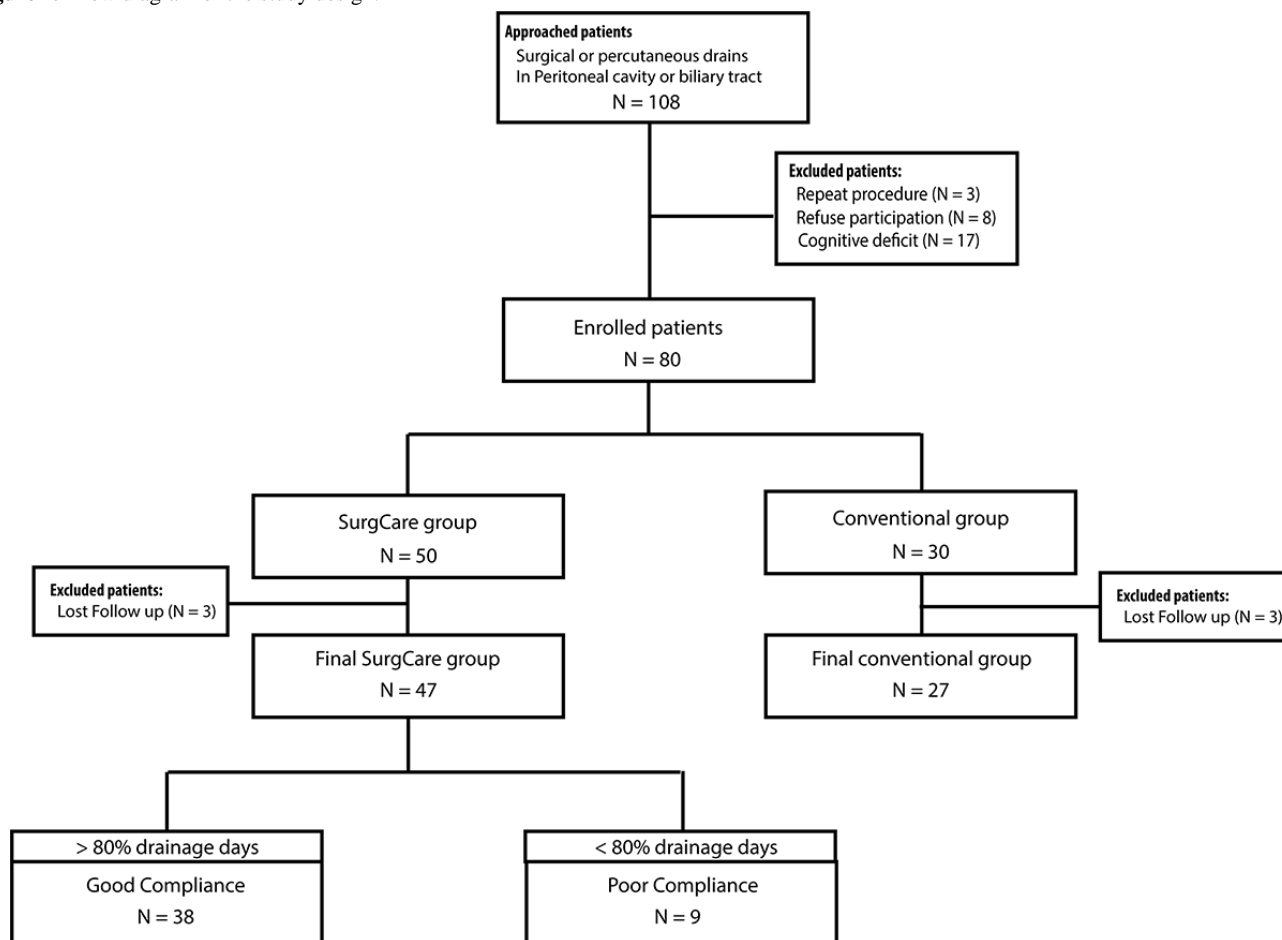 Approached patients
Surgical or percutaneous drains
In Peritoneal cavity or biliary tract
N = 108
Excluded patients:
Repeat procedure (N = 3)
Refuse participation (N = 8)
Cognitive deficit (N = 17)
Enrolled patients
N = 80
SurgCare group
N = 50
Conventional group
N = 30
Excluded patients:
Lost Follow up (N = 3)
Excluded patients:
Lost Follow up (N = 3)
Final SurgCare group
N = 47
Final conventional group
N = 27
> 80% drainage days
Good Compliance
N = 38
< 80% drainage days
Poor Compliance
N = 9